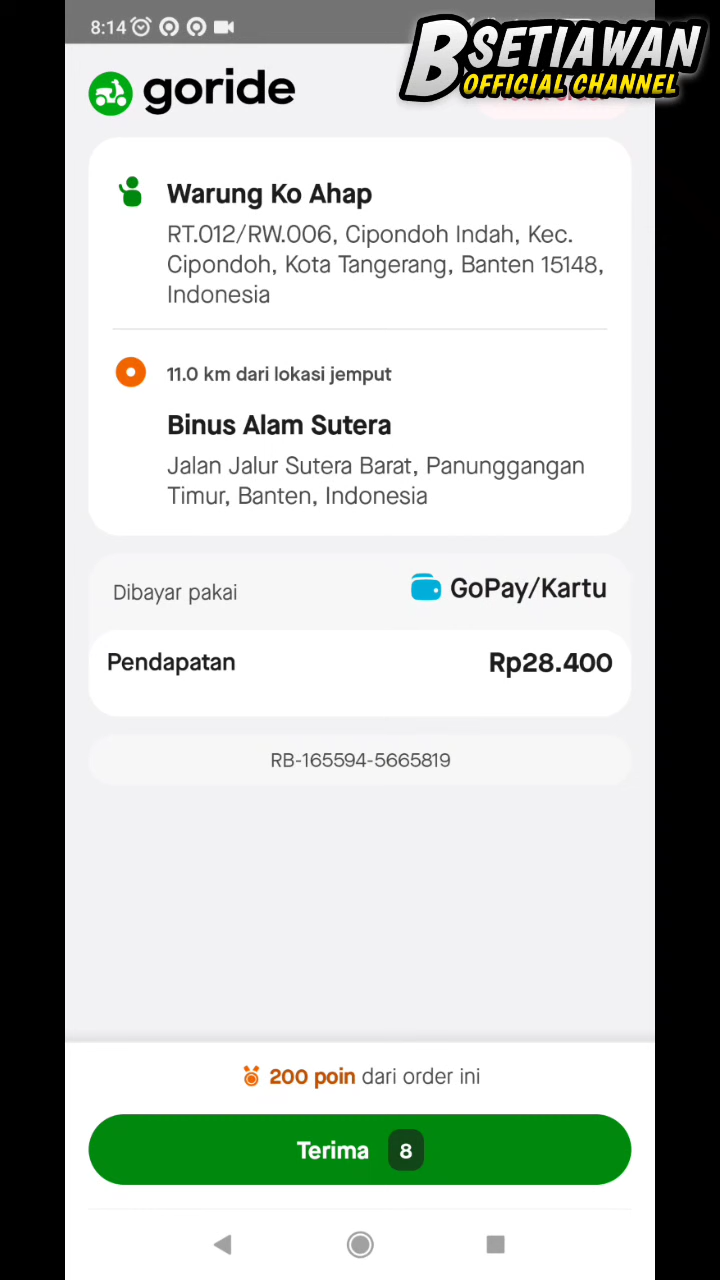 8:14
BSETIAWAN
OFFICIAL CHANNEL
goride
Warung Ko Ahap
RT.012/RW.006, Cipondoh Indah, Kec.
Cipondoh, Kota Tangerang, Banten 15148,
Indonesia
11.0 km dari lokasi jemput
Binus Alam Sutera
Jalan Jalur Sutera Barat, Panunggangan
Timur, Banten, Indonesia
Dibayar pakai
GoPay/Kartu
Pendapatan
Rp28.400
RB-165594-5665819
200 poin dari order ini
Terima 8